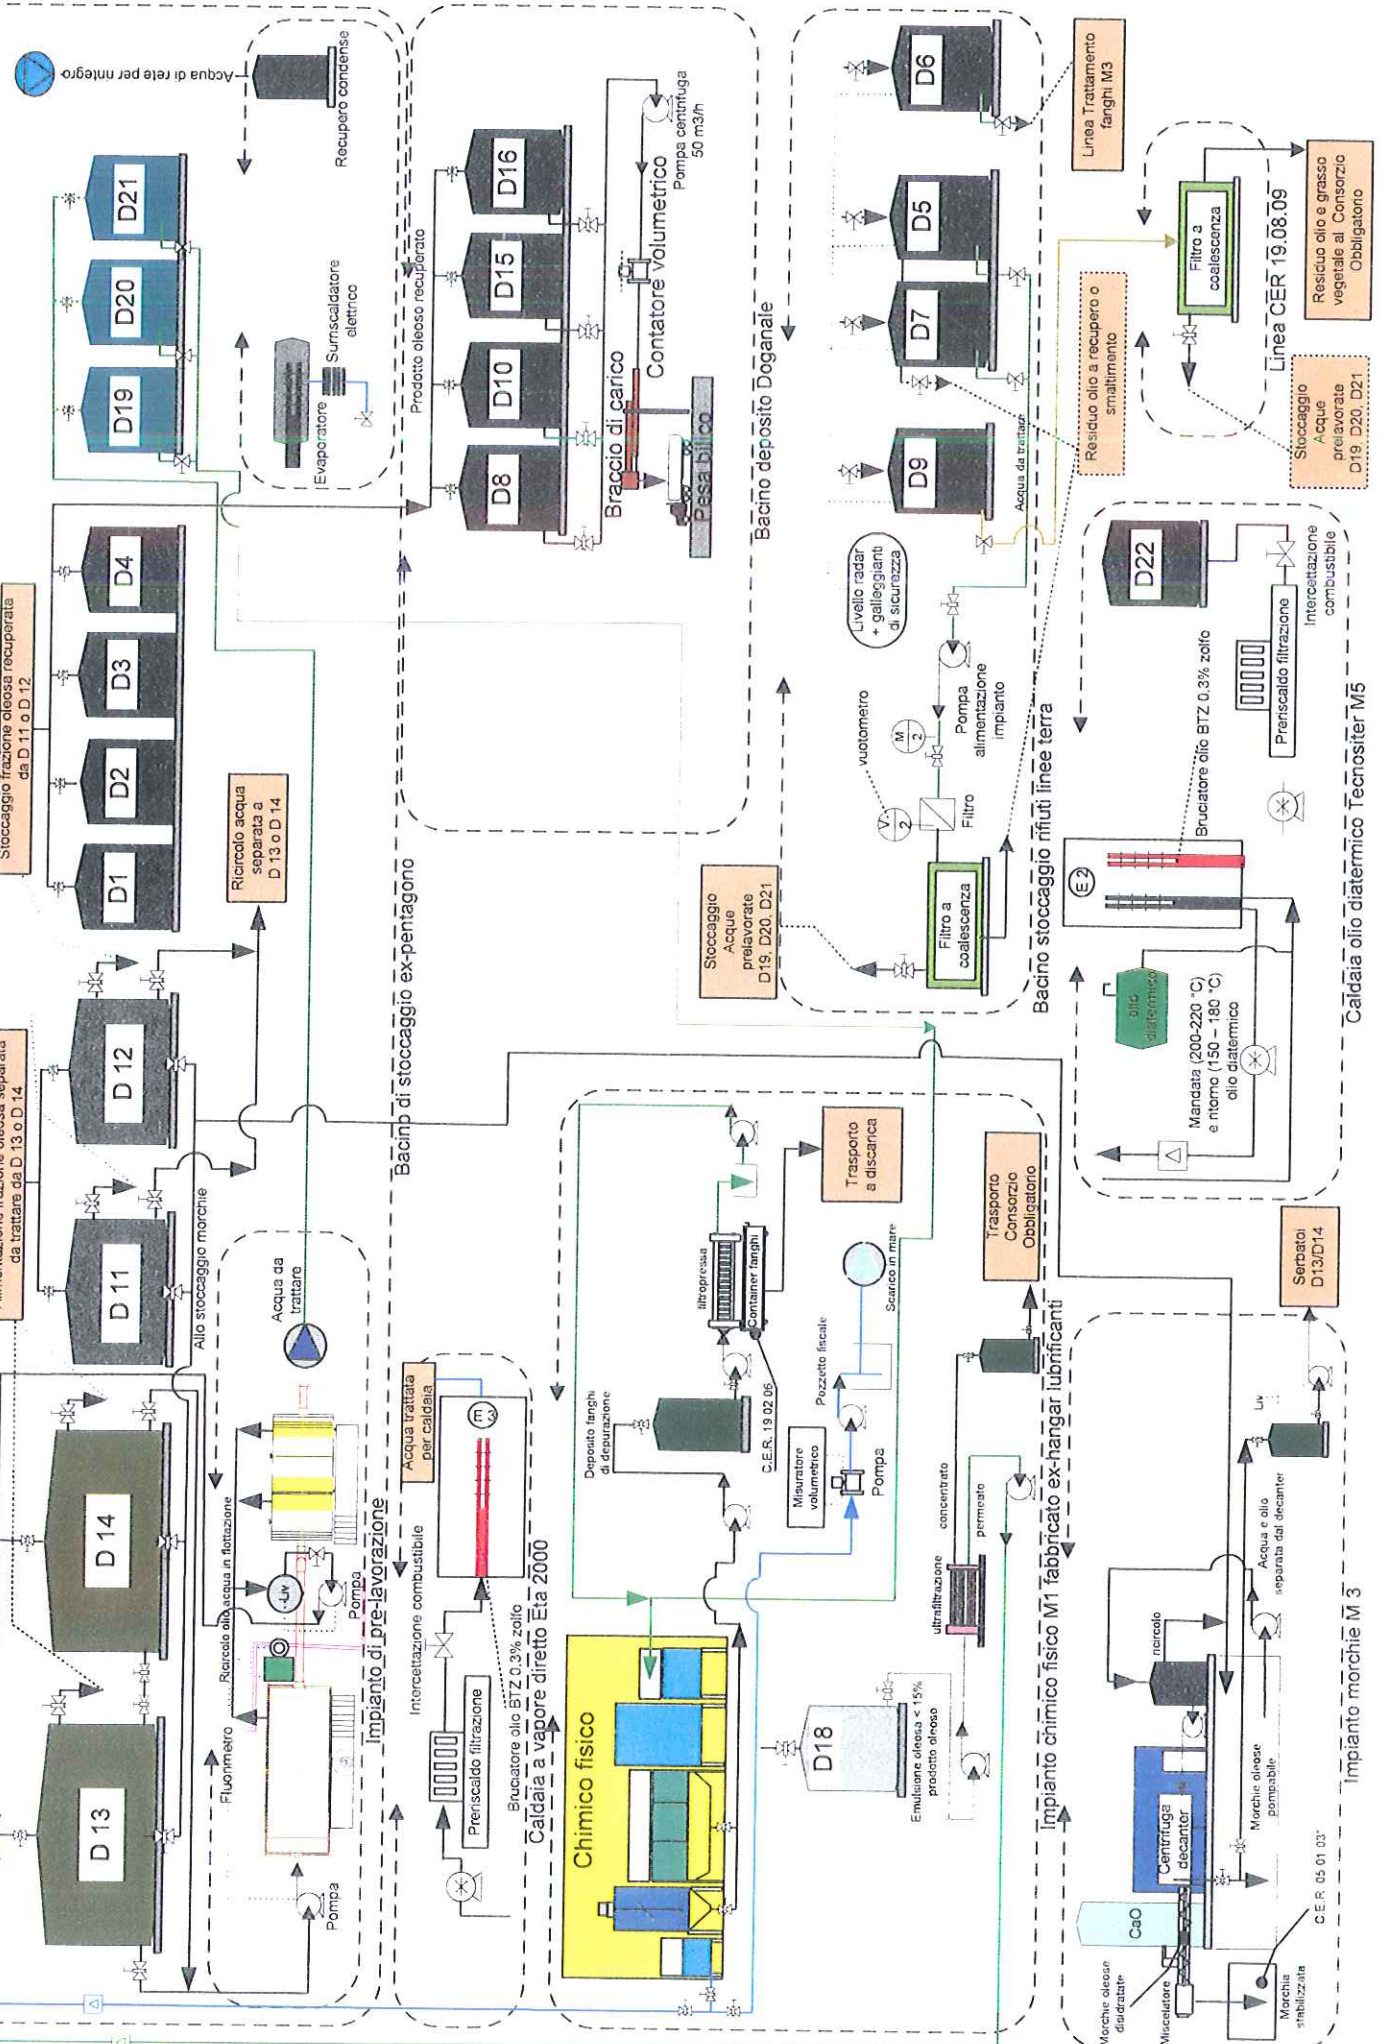 Stoccaggio frazione oleosa recuperata
da D 11 o D 12
da trattare da D 13 o D 14
D 13
D 14
D 11
D 12
D1
D2
D3
D4
D19
D20
D21
Acqua di rete per rintegro
Recupero condense
Evaporatore
Surriscaldatore
elettrico
Allo stoccaggio morchie
Ricircolo acqua
separata a
D 13 o D 14
Acqua da
trattare
Ricircolo olio acqua in flottazione
Fluorimetro
-Liv
Pompa
Pompa
Impianto di pre-lavorazione
Bacino di stoccaggio ex-pentagono
Prodotto oleoso recuperato
D8
D10
D15
D16
Pompa centrifuga
50 m3/h
Contatore volumetrico
Braccio di carico
Pesa bilico
Bacino deposito Doganale
Acqua trattata
per caldaia
E 3
Intercettazione combustibile
Preriscaldo filtrazione
Bruciatore olio BTZ 0.3% zolfo
Caldaia a vapore diretto Eta 2000
D9
D7
D5
D6
Livello radar
+ galleggianti
di sicurezza
Acqua da trattare
Linea Trattamento
fanghi M3
Residuo olio a recupero o
smaltimento
vuotometro
V.
2
M
2
Filtro
Pompa
alimentazione
impianto
Filtro a
coalescenza
Stoccaggio
Acque
prelavorate
D19, D20, D21
Bacino stoccaggio rifiuti linee terra
Filtro a
coalescenza
Linea CER 19.08.09
Residuo olio e grasso
vegetale al Consorzio
Obbligatorio
Stoccaggio
Acque
prelavorate
D19, D20, D21
Chimico fisico
Deposito fanghi
di depurazione
filtropressa
Container fanghi
C.E.R. 19 02 06
Trasporto
a discarica
Misuratore
volumetrico
Pompa
Pozzetto fiscale
Scarico in mare
D18
Emulsione oleosa < 15%
prodotto oleoso
ultrafiltrazione
concentrato
permeato
Trasporto
Consorzio
Obbligatorio
Impianto chimico fisico M1 fabbricato ex-hangar lubrificanti
D22
Intercettazione
combustibile
Preriscaldo filtrazione
Bruciatore olio BTZ 0.3% zolfo
E 2
olio
diatermico
Mandata (200-220 °C)
e ritorno (150 – 180 °C)
olio diatermico
Caldaia olio diatermico Tecnositer M5
CaO
Centrifuga
decanter
ricircolo
Morchie oleose
disidratate
Miscelatore
Morchia
stabilizzata
C.E.R. 05 01 03*
Morchie oleose
pompabile
Acqua e olio
separata dal decanter
Liv
Serbatoi
D13/D14
Impianto morchie M 3